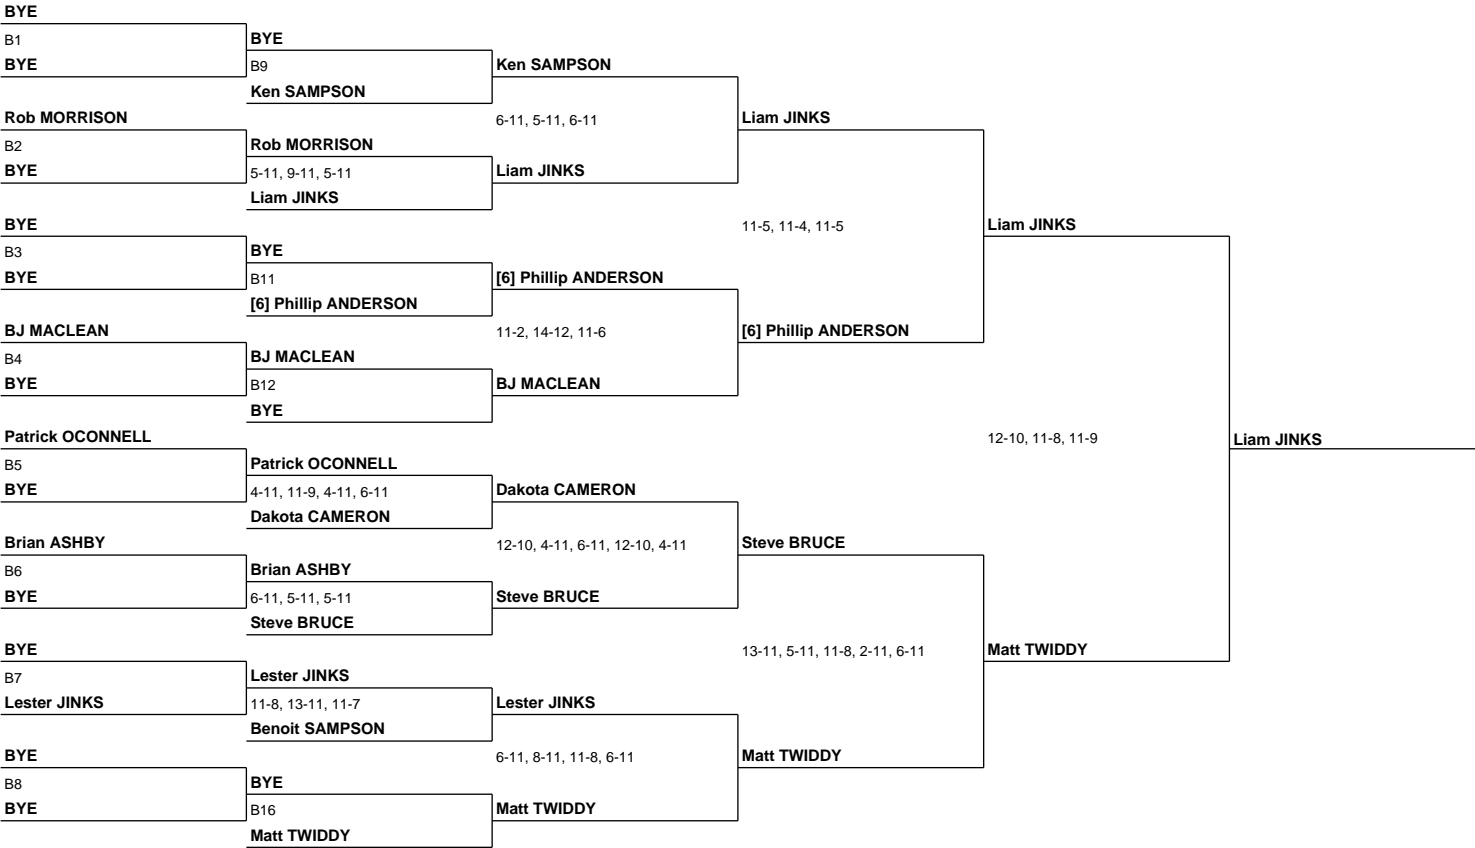 BYE
B1
BYE
Rob MORRISON
B2
BYE
BYE
B3
BYE
BJ MACLEAN
B4
BYE
Patrick OCONNELL
B5
BYE
Brian ASHBY
B6
BYE
BYE
B7
Lester JINKS
BYE
B8
BYE
BYE
B9
Ken SAMPSON
Rob MORRISON
5-11, 9-11, 5-11
Liam JINKS
BYE
B11
[6] Phillip ANDERSON
BJ MACLEAN
B12
BYE
Patrick OCONNELL
4-11, 11-9, 4-11, 6-11
Dakota CAMERON
Brian ASHBY
6-11, 5-11, 5-11
Steve BRUCE
Lester JINKS
11-8, 13-11, 11-7
Benoit SAMPSON
BYE
B16
Matt TWIDDY
Ken SAMPSON
6-11, 5-11, 6-11
Liam JINKS
[6] Phillip ANDERSON
11-2, 14-12, 11-6
BJ MACLEAN
Dakota CAMERON
12-10, 4-11, 6-11, 12-10, 4-11
Steve BRUCE
Lester JINKS
6-11, 8-11, 11-8, 6-11
Matt TWIDDY
Liam JINKS
11-5, 11-4, 11-5
[6] Phillip ANDERSON
Steve BRUCE
13-11, 5-11, 11-8, 2-11, 6-11
Matt TWIDDY
Liam JINKS
12-10, 11-8, 11-9
Matt TWIDDY
Liam JINKS